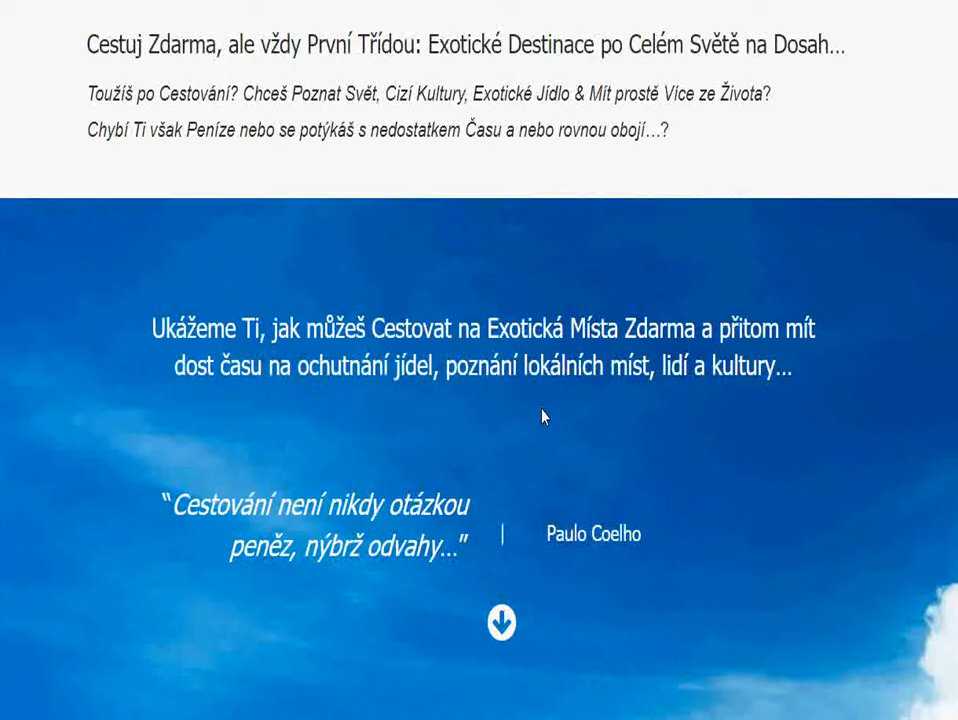 Cestuj Zdarma, ale vždy První Třídou: Exotické Destinace po Celém Světě na Dosah...
Toužíš po Cestování? Chceš Poznat Svět, Cizí Kultury, Exotické Jídlo & Mít prostě Více ze Života?
Chybí Ti však Peníze nebo se potýkáš s nedostatkem Času a nebo rovnou obojí...?
Ukážeme Ti, jak můžeš Cestovat na Exotická Místa Zdarma a přitom mít
dost času na ochutnání jídel, poznání lokálních míst, lidí a kultury...
“Cestování není nikdy otázkou
peněz, nýbrž odvahy...”
| Paulo Coelho